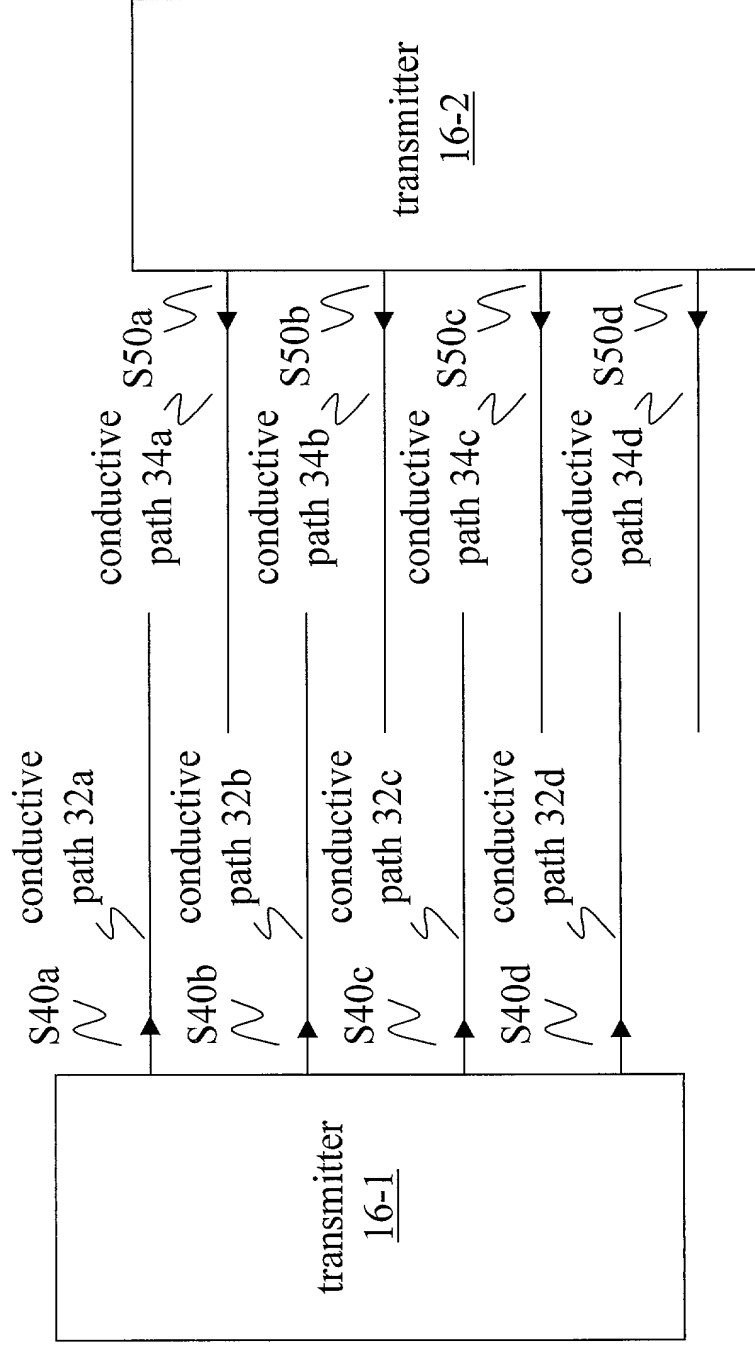 transmitter
16-1
S40a
conductive
path 32a
S40b
conductive
path 32b
S40c
conductive
path 32c
S40d
conductive
path 32d
conductive
path 34a
S50a
conductive
path 34b
S50b
conductive
path 34c
S50c
conductive
path 34d
S50d
transmitter
16-2